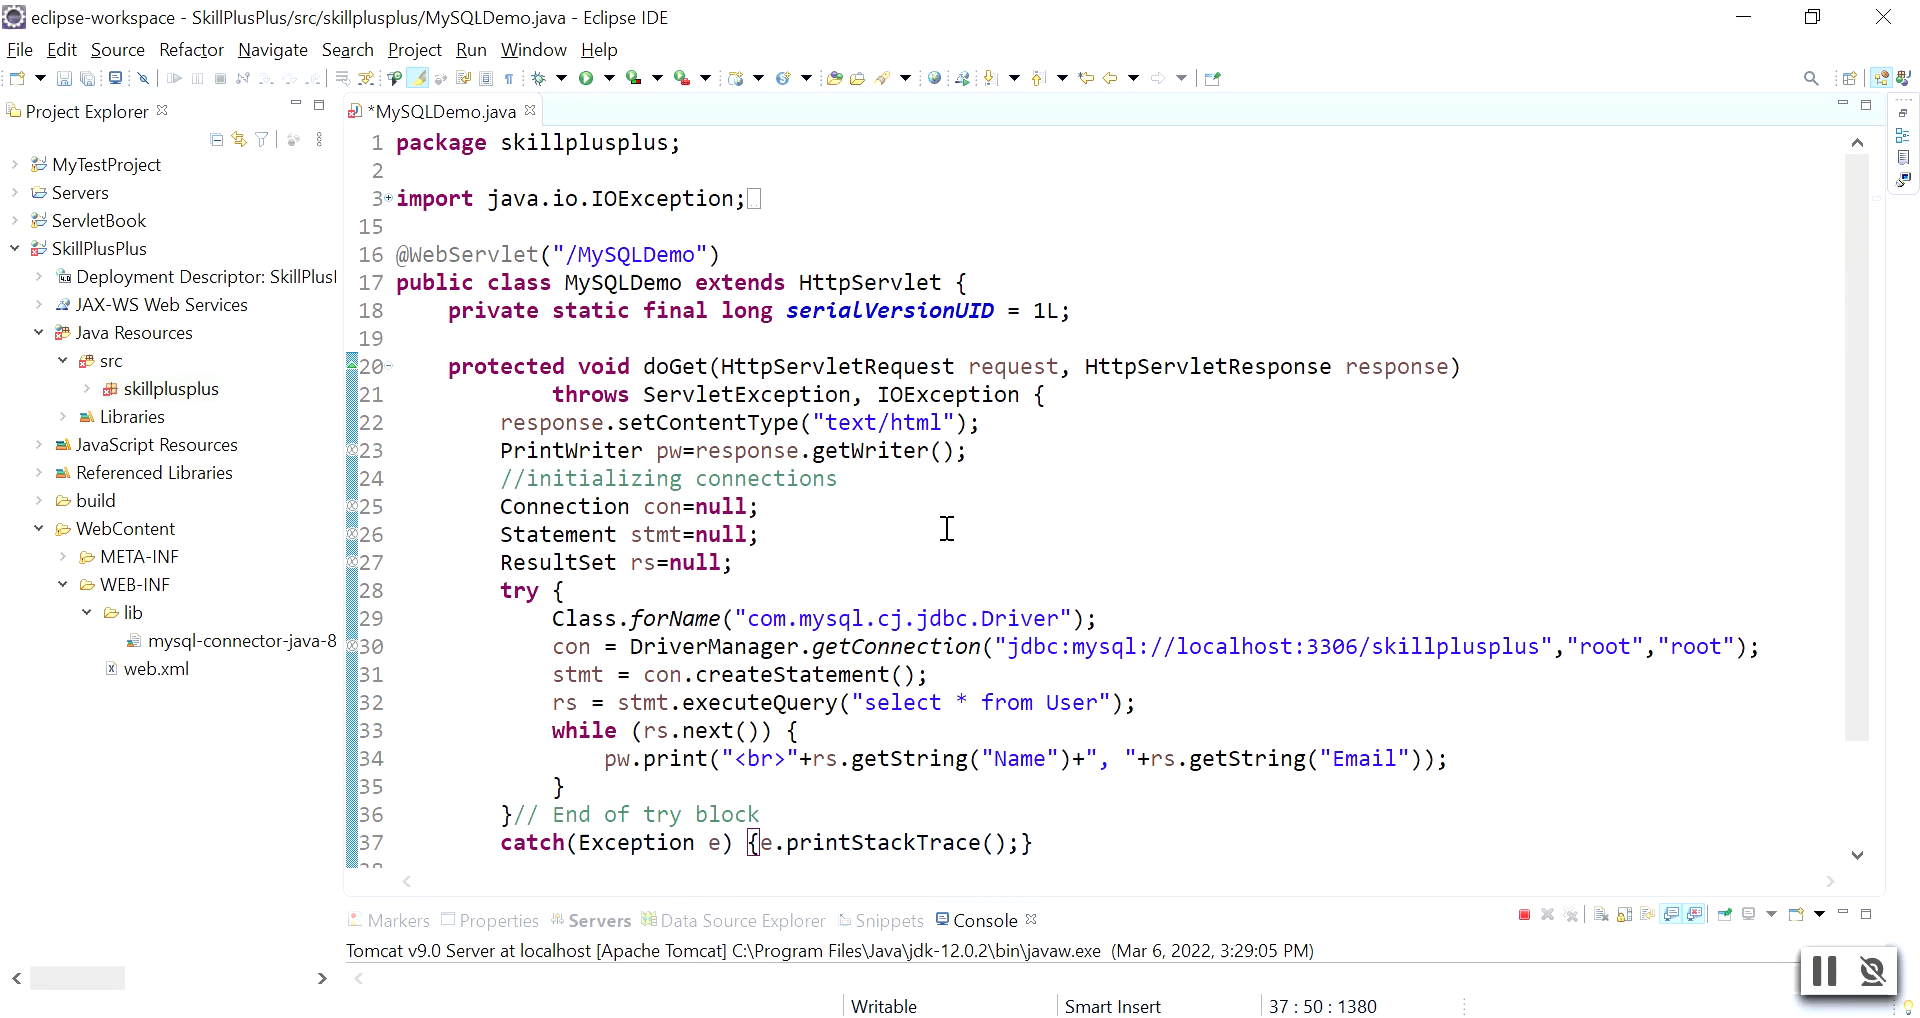 eclipse-workspace - SkillPlusPlus/src/skillplusplus/MySQLDemo.java - Eclipse IDE
File Edit Source Refactor Navigate Search Project Run Window Help
Project Explorer
*MySQLDemo.java
MyTestProject
Servers
ServletBook
SkillPlusPlus
Deployment Descriptor: SkillPlus
JAX-WS Web Services
Java Resources
src
skillplusplus
Libraries
JavaScript Resources
Referenced Libraries
build
WebContent
META-INF
WEB-INF
lib
mysql-connector-java-8
web.xml
1 package skillplusplus;
2
3 import java.io.IOException;
15
16 @WebServlet("/MySQLDemo")
17 public class MySQLDemo extends HttpServlet {
18 private static final long serialVersionUID = 1L;
19
20 protected void doGet(HttpServletRequest request, HttpServletResponse response)
21 throws ServletException, IOException {
22 response.setContentType("text/html");
23 PrintWriter pw=response.getWriter();
24 //initializing connections
25 Connection con=null;
26 Statement stmt=null;
27 ResultSet rs=null;
28 try {
29 Class.forName("com.mysql.cj.jdbc.Driver");
30 con = DriverManager.getConnection("jdbc:mysql://localhost:3306/skillplusplus","root","root");
31 stmt = con.createStatement();
32 rs = stmt.executeQuery("select * from User");
33 while (rs.next()) {
34 pw.print("<br>"+rs.getString("Name")+", "+rs.getString("Email"));
35 }
36 }// End of try block
37 catch(Exception e) {e.printStackTrace();}
Markers Properties Servers Data Source Explorer Snippets Console
Tomcat v9.0 Server at localhost [Apache Tomcat] C:\Program Files\Java\jdk-12.0.2\bin\javaw.exe (Mar 6, 2022, 3:29:05 PM)
Writable Smart Insert 37 : 50 : 1380